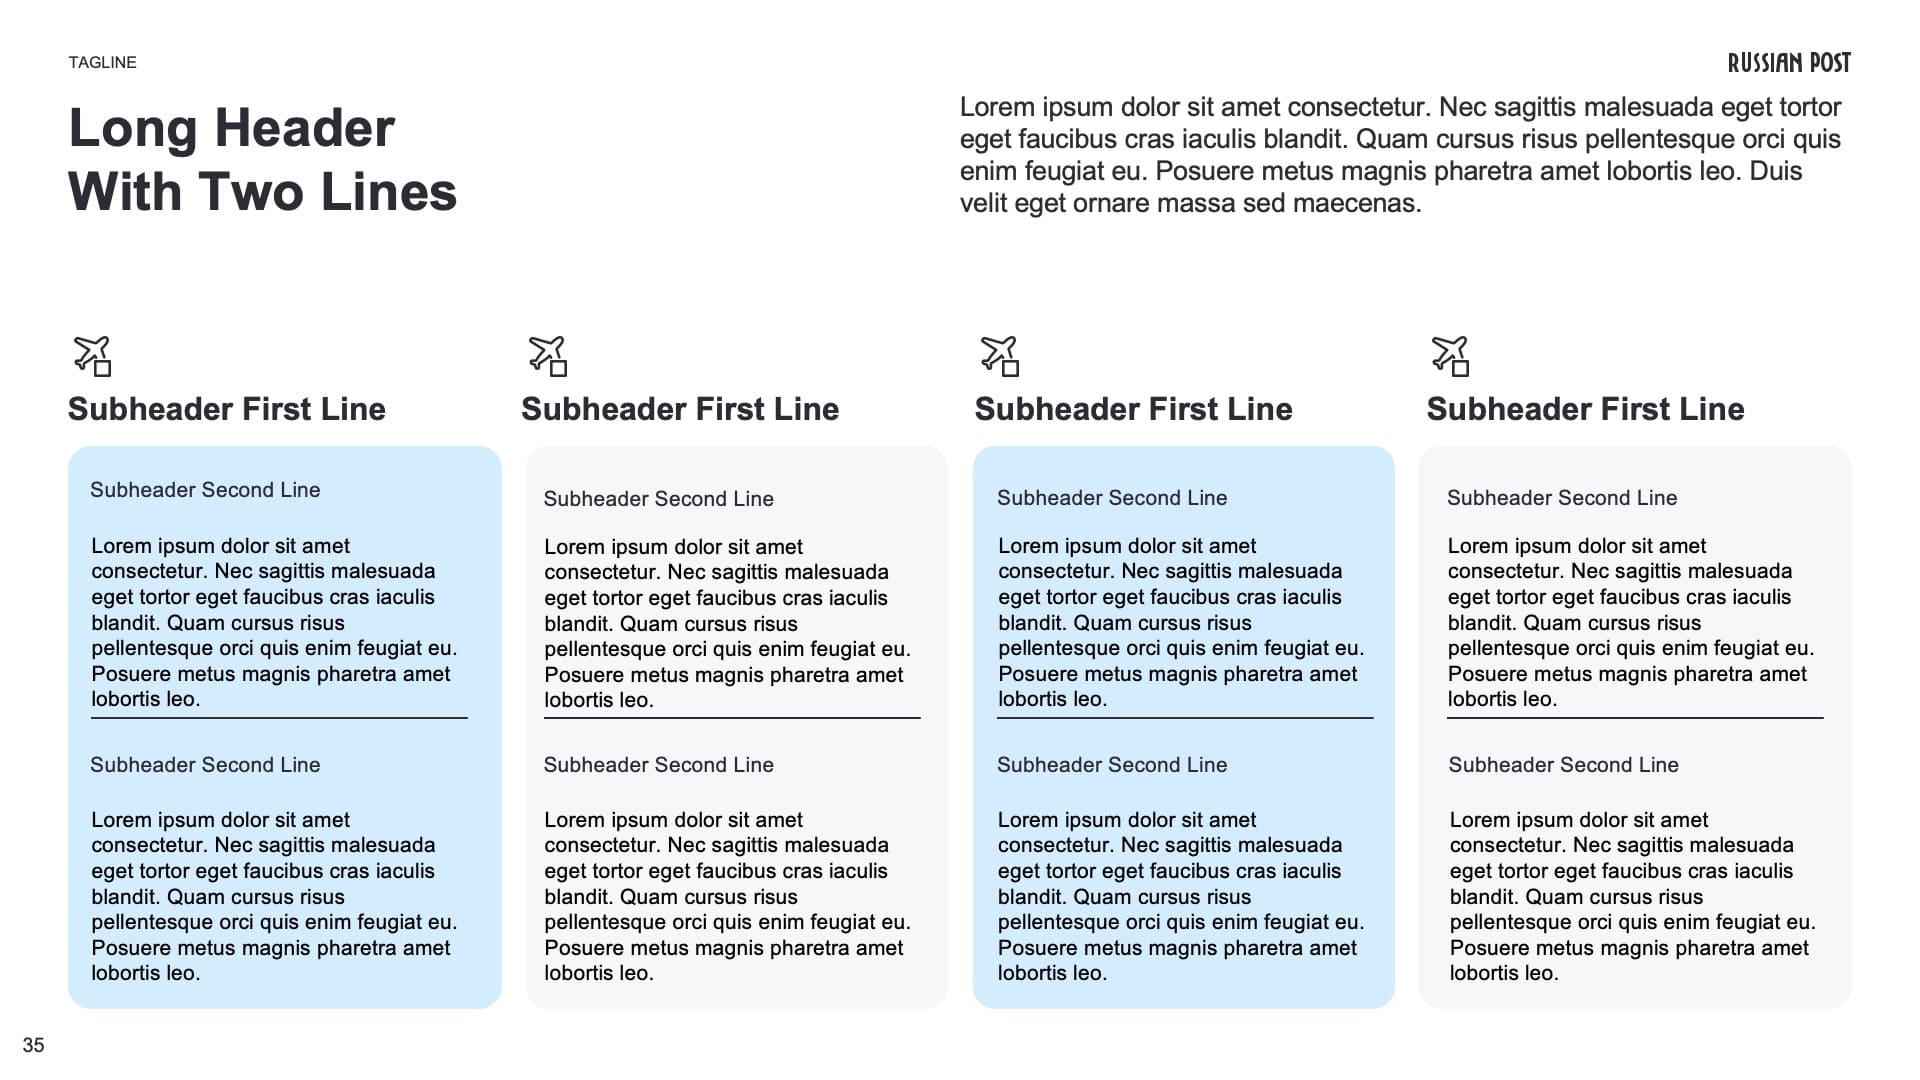 TAGLINE
RUSSIAN POST
Long Header
With Two Lines
Lorem ipsum dolor sit amet consectetur. Nec sagittis malesuada eget tortor
eget faucibus cras iaculis blandit. Quam cursus risus pellentesque orci quis
enim feugiat eu. Posuere metus magnis pharetra amet lobortis leo. Duis
velit eget ornare massa sed maecenas.
Subheader First Line
Subheader Second Line
Lorem ipsum dolor sit amet
consectetur. Nec sagittis malesuada
eget tortor eget faucibus cras iaculis
blandit. Quam cursus risus
pellentesque orci quis enim feugiat eu.
Posuere metus magnis pharetra amet
lobortis leo.
Subheader Second Line
Lorem ipsum dolor sit amet
consectetur. Nec sagittis malesuada
eget tortor eget faucibus cras iaculis
blandit. Quam cursus risus
pellentesque orci quis enim feugiat eu.
Posuere metus magnis pharetra amet
lobortis leo.
Subheader First Line
Subheader Second Line
Lorem ipsum dolor sit amet
consectetur. Nec sagittis malesuada
eget tortor eget faucibus cras iaculis
blandit. Quam cursus risus
pellentesque orci quis enim feugiat eu.
Posuere metus magnis pharetra amet
lobortis leo.
Subheader Second Line
Lorem ipsum dolor sit amet
consectetur. Nec sagittis malesuada
eget tortor eget faucibus cras iaculis
blandit. Quam cursus risus
pellentesque orci quis enim feugiat eu.
Posuere metus magnis pharetra amet
lobortis leo.
Subheader First Line
Subheader Second Line
Lorem ipsum dolor sit amet
consectetur. Nec sagittis malesuada
eget tortor eget faucibus cras iaculis
blandit. Quam cursus risus
pellentesque orci quis enim feugiat eu.
Posuere metus magnis pharetra amet
lobortis leo.
Subheader Second Line
Lorem ipsum dolor sit amet
consectetur. Nec sagittis malesuada
eget tortor eget faucibus cras iaculis
blandit. Quam cursus risus
pellentesque orci quis enim feugiat eu.
Posuere metus magnis pharetra amet
lobortis leo.
Subheader First Line
Subheader Second Line
Lorem ipsum dolor sit amet
consectetur. Nec sagittis malesuada
eget tortor eget faucibus cras iaculis
blandit. Quam cursus risus
pellentesque orci quis enim feugiat eu.
Posuere metus magnis pharetra amet
lobortis leo.
Subheader Second Line
Lorem ipsum dolor sit amet
consectetur. Nec sagittis malesuada
eget tortor eget faucibus cras iaculis
blandit. Quam cursus risus
pellentesque orci quis enim feugiat eu.
Posuere metus magnis pharetra amet
lobortis leo.
35